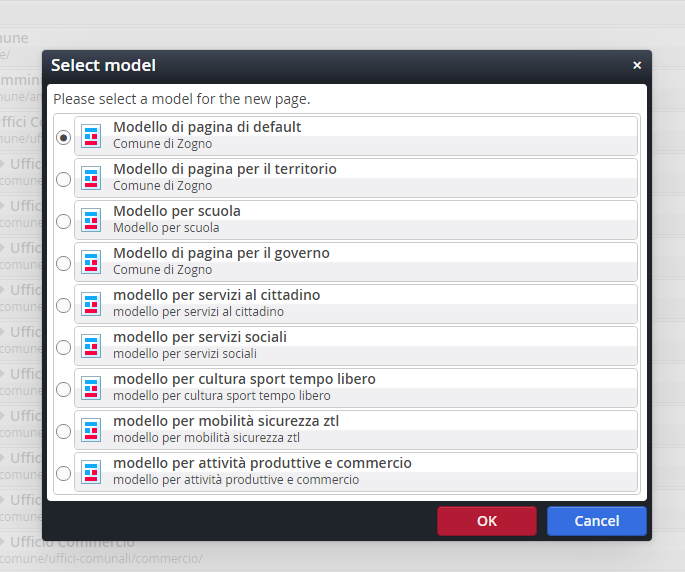 Select model
×
Please select a model for the new page.
Modello di pagina di default
Comune di Zogno
Modello di pagina per il territorio
Comune di Zogno
Modello per scuola
Modello per scuola
Modello di pagina per il governo
Comune di Zogno
modello per servizi al cittadino
modello per servizi al cittadino
modello per servizi sociali
modello per servizi sociali
modello per cultura sport tempo libero
modello per cultura sport tempo libero
modello per mobilità sicurezza ztl
modello per mobilità sicurezza ztl
modello per attività produttive e commercio
modello per attività produttive e commercio
OK
Cancel
Ufficio Commercio
comune/uffici-comunali/commercio/